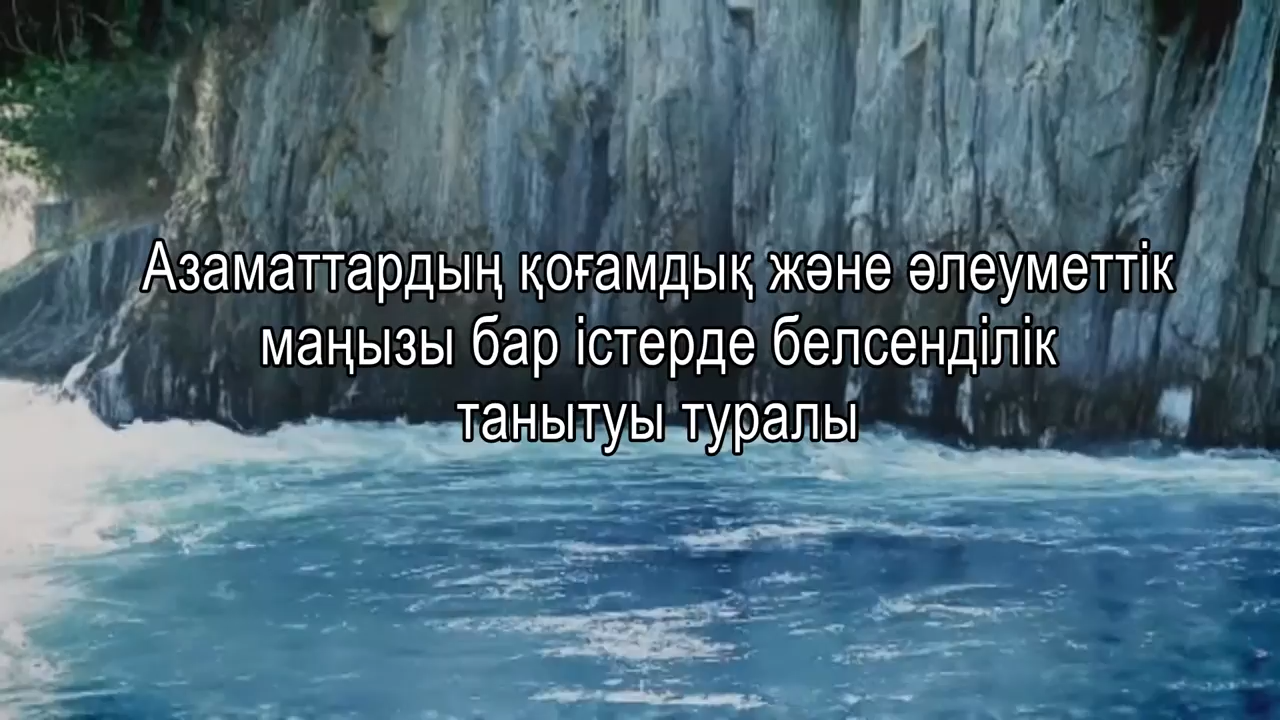 Азаматтардың қоғамдық және әлеуметтік
маңызы бар істерде белсенділік
танытуы туралы